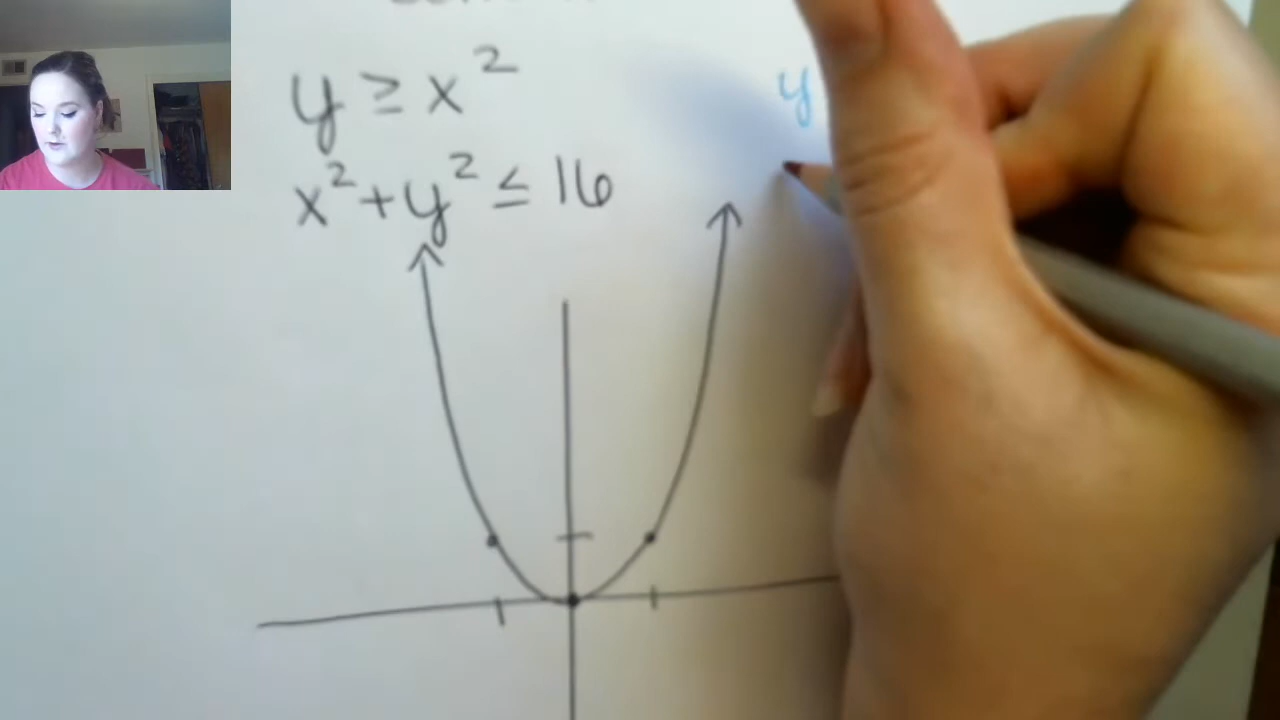 y ≥ x²
y
x² + y² ≤ 16